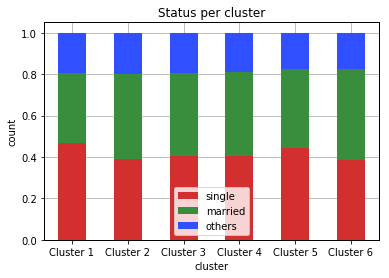 Status per cluster
1.0
0.8
0.6
0.4
0.2
0.0
count
single
married
others
Cluster 1 Cluster 2 Cluster 3 Cluster 4 Cluster 5 Cluster 6
cluster